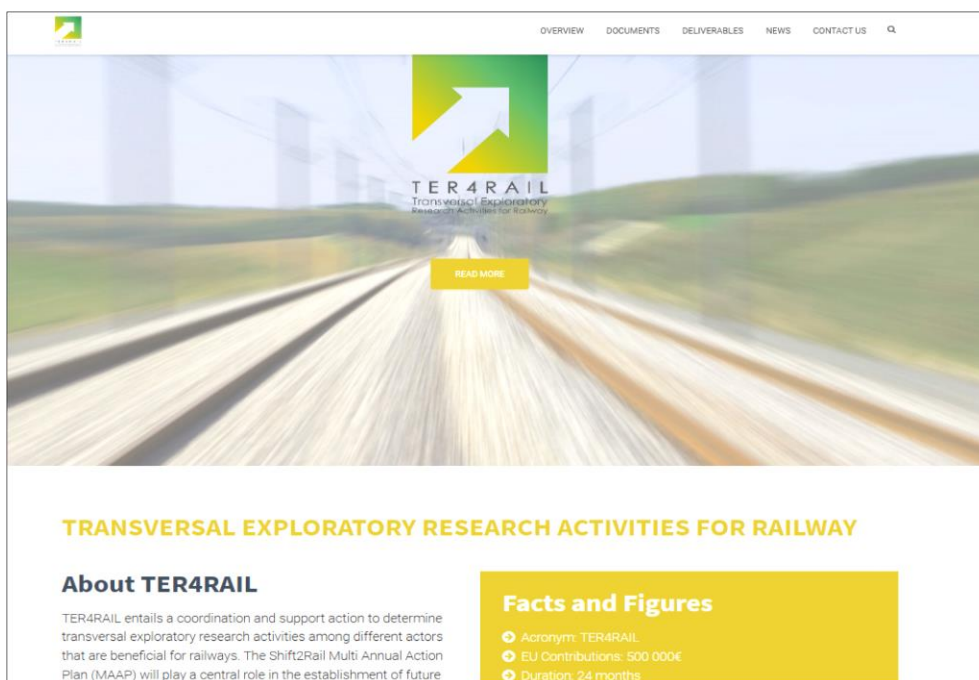 OVERVIEW DOCUMENTS DELIVERABLES NEWS CONTACT US
TER4RAIL
Transversal Exploratory
Research Activities for Railway
READ MORE
TRANSVERSAL EXPLORATORY RESEARCH ACTIVITIES FOR RAILWAY
About TER4RAIL
TER4RAIL entails a coordination and support action to determine
transversal exploratory research activities among different actors
that are beneficial for railways. The Shift2Rail Multi Annual Action
Plan (MAAP) will play a central role in the establishment of future
Facts and Figures
Acronym: TER4RAIL
EU Contributions: 500 000€
Duration: 24 months